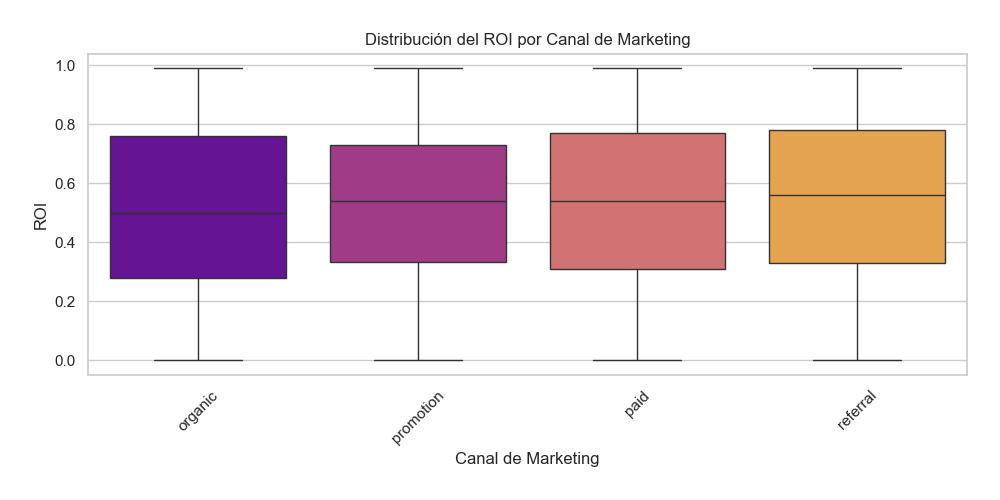 Distribución del ROI por Canal de Marketing
ROI
1.0
0.8
0.6
0.4
0.2
0.0
organic
promotion
paid
referral
Canal de Marketing